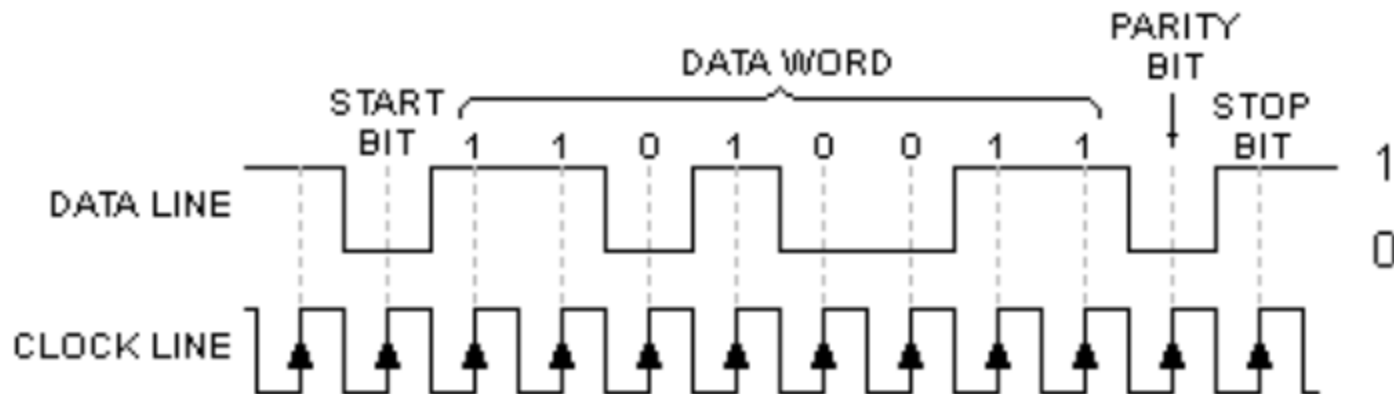 PARITY
BIT
DATA WORD
START
BIT
STOP
BIT
1 1 0 1 0 0 1 1
1
DATA LINE
0
CLOCK LINE